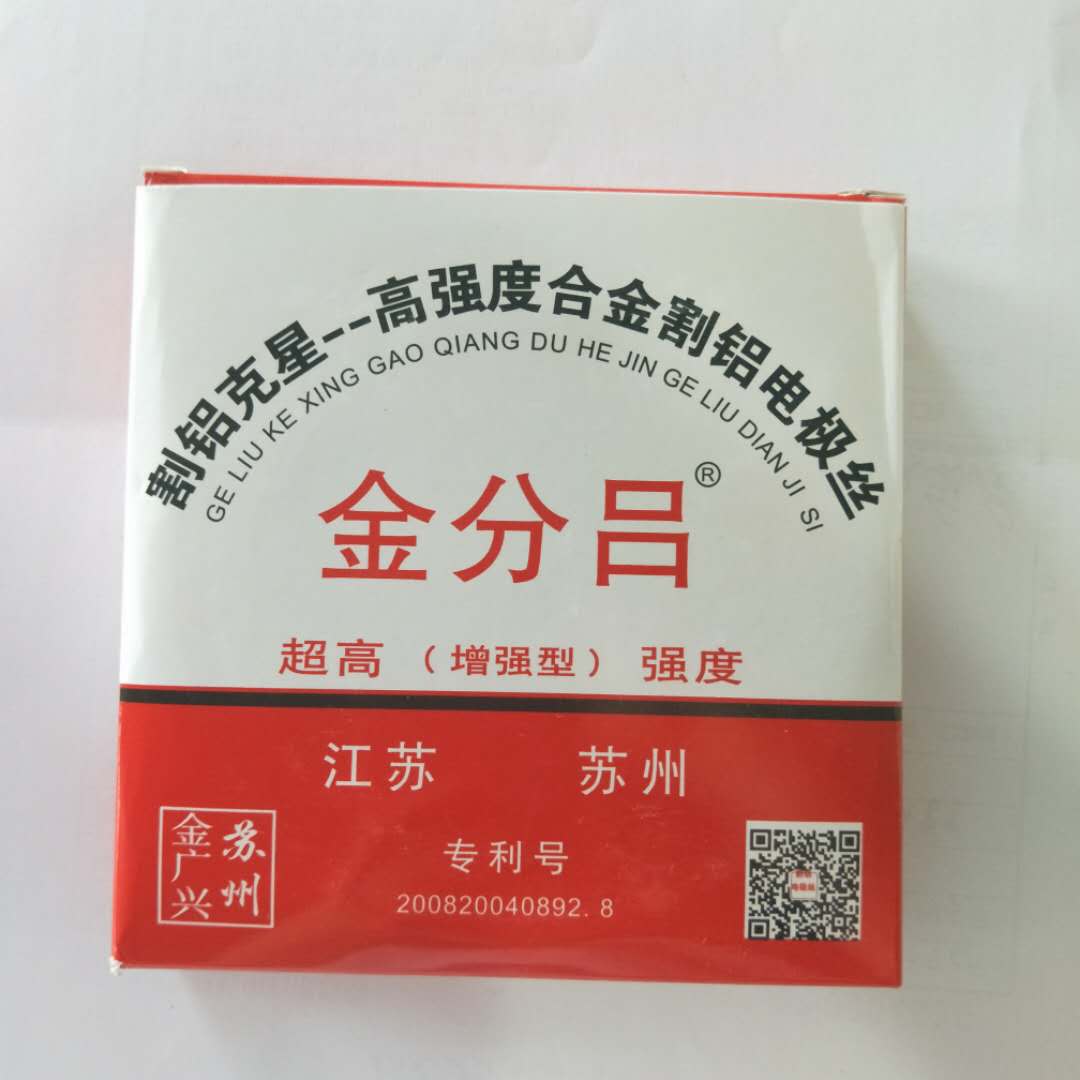 割铝克星--高强度合金割铝电极丝
GE LIU KE XING GAO QIANG DU HE JIN GE LIU DIAN JI SI
金分吕®
超高（增强型）强度
江苏 苏州
苏州
金广兴
专利号
200820040892.8